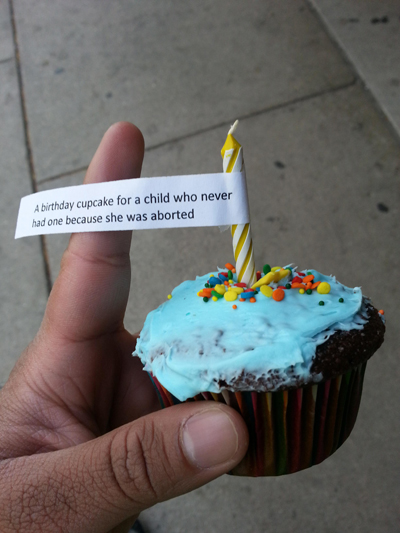 A birthday cupcake for a child who never
had one because she was aborted